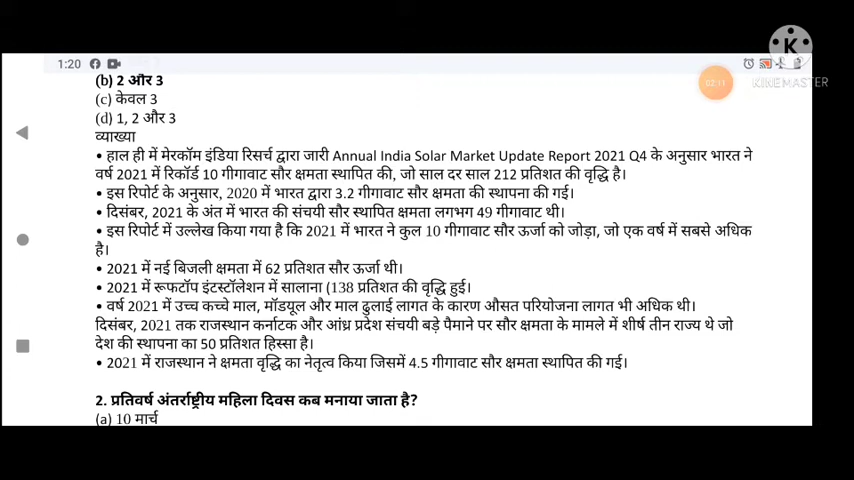 1:20
02:11
K
KINEMASTER
(b) 2 और 3
(c) केवल 3
(d) 1, 2 और 3
व्याख्या
• हाल ही में मेरकॉम इंडिया रिसर्च द्वारा जारी Annual India Solar Market Update Report 2021 Q4 के अनुसार भारत ने
वर्ष 2021 में रिकॉर्ड 10 गीगावाट सौर क्षमता स्थापित की, जो साल दर साल 212 प्रतिशत की वृद्धि है।
• इस रिपोर्ट के अनुसार, 2020 में भारत द्वारा 3.2 गीगावाट सौर क्षमता की स्थापना की गई।
• दिसंबर, 2021 के अंत में भारत की संचयी सौर स्थापित क्षमता लगभग 49 गीगावाट थी।
• इस रिपोर्ट में उल्लेख किया गया है कि 2021 में भारत ने कुल 10 गीगावाट सौर ऊर्जा को जोड़ा, जो एक वर्ष में सबसे अधिक
है।
• 2021 में नई बिजली क्षमता में 62 प्रतिशत सौर ऊर्जा थी।
• 2021 में रूफटॉप इंटस्टॉलेशन में सालाना (138 प्रतिशत की वृद्धि हुई।
• वर्ष 2021 में उच्च कच्चे माल, मॉडयूल और माल ढुलाई लागत के कारण औसत परियोजना लागत भी अधिक थी।
दिसंबर, 2021 तक राजस्थान कर्नाटक और आंध्र प्रदेश संचयी बड़े पैमाने पर सौर क्षमता के मामले में शीर्ष तीन राज्य थे जो
देश की स्थापना का 50 प्रतिशत हिस्सा है।
• 2021 में राजस्थान ने क्षमता वृद्धि का नेतृत्व किया जिसमें 4.5 गीगावाट सौर क्षमता स्थापित की गई।
2. प्रतिवर्ष अंतर्राष्ट्रीय महिला दिवस कब मनाया जाता है?
(a) 10 मार्च